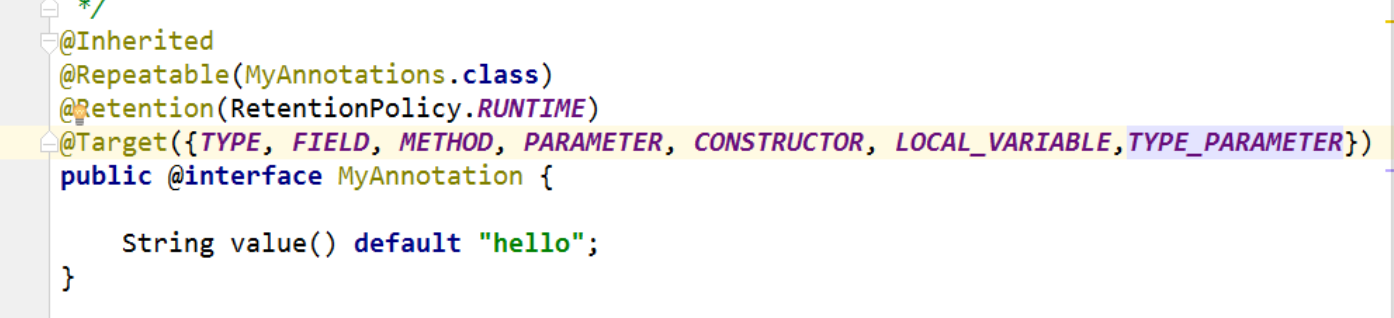 */
@Inherited
@Repeatable(MyAnnotations.class)
@Retention(RetentionPolicy.RUNTIME)
@Target({TYPE, FIELD, METHOD, PARAMETER, CONSTRUCTOR, LOCAL_VARIABLE,TYPE_PARAMETER})
public @interface MyAnnotation {
String value() default "hello";
}